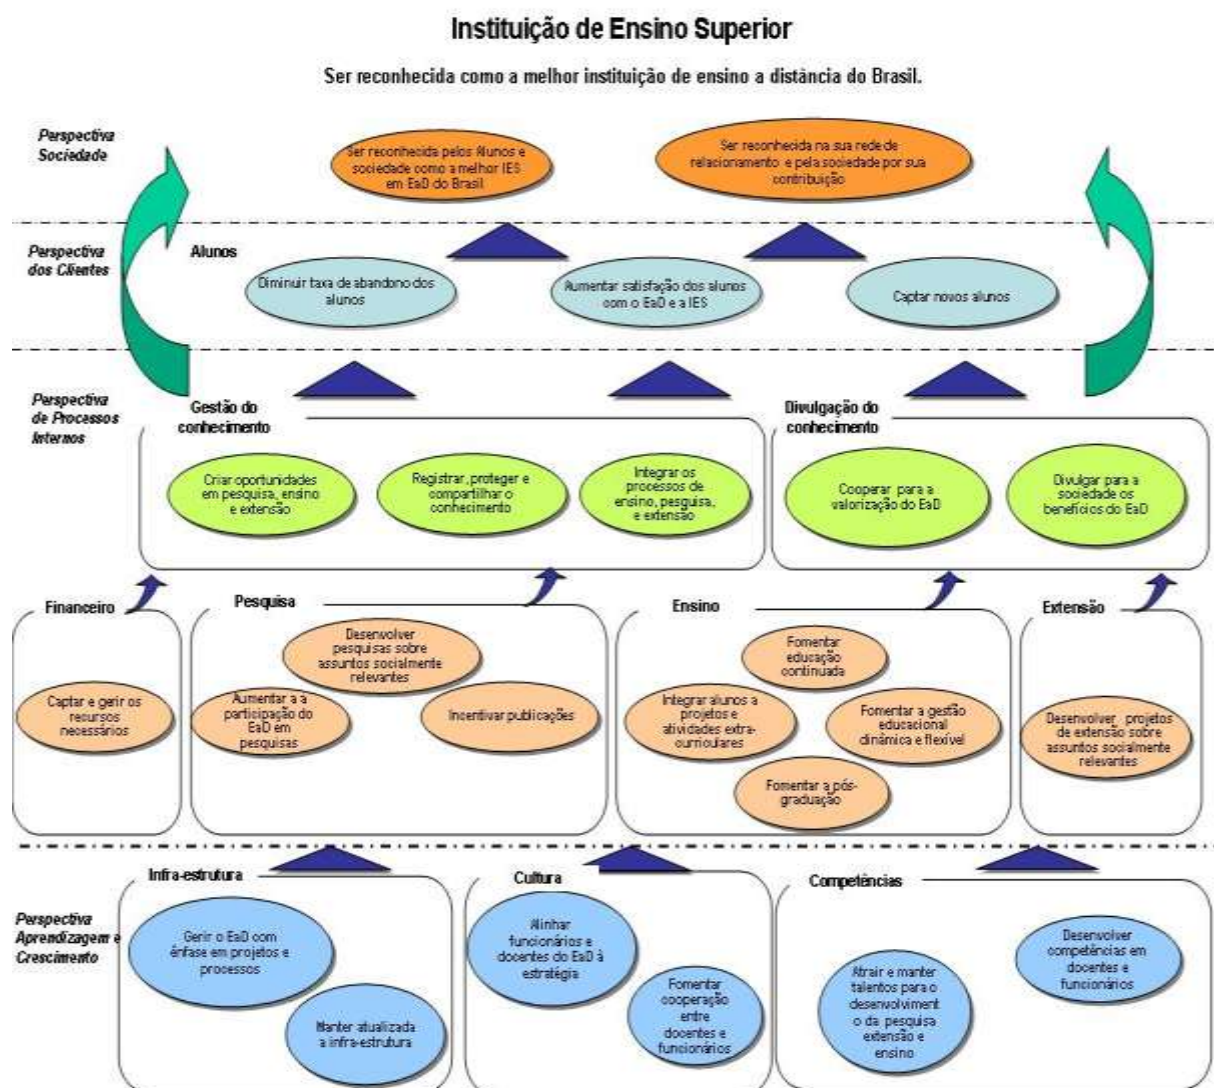 Instituição de Ensino Superior
Ser reconhecida como a melhor instituição de ensino a distância do Brasil.
Perspectiva
Sociedade
Ser reconhecida pelos Alunos e
sociedade como a melhor IES
em EaD do Brasil
Ser reconhecida na sua rede de
relacionamento e pela sociedade por sua
contribuição
Perspectiva
dos Clientes
Alunos
Diminuir taxa de abandono dos
alunos
Aumentar satisfação dos alunos
com o EaD e a IES
Captar novos alunos
Perspectiva
de Processos
Internos
Gestão do
conhecimento
Criar oportunidades
em pesquisa, ensino
e extensão
Registrar, proteger e
compartilhar o
conhecimento
Integrar os
processos de
ensino, pesquisa,
e extensão
Divulgação do
conhecimento
Cooperar para a
valorização do EaD
Divulgar para a
sociedade os
benefícios do EaD
Financeiro
Captar e gerir os
recursos
necessários
Pesquisa
Desenvolver
pesquisas sobre
assuntos socialmente
relevantes
Aumentar a a
participação do
EaD em
pesquisas
Incentivar publicações
Ensino
Fomentar
educação
continuada
Integrar alunos a
projetos e
atividades extra-
curriculares
Fomentar a gestão
educacional
dinâmica e flexível
Fomentar a pós-
graduação
Extensão
Desenvolver projetos
de extensão sobre
assuntos socialmente
relevantes
Perspectiva
Aprendizagem e
Crescimento
Infra-estrutura
Gerir o EaD com
ênfase em projetos e
processos
Manter atualizada
a infra-estrutura
Cultura
Alinhar
funcionários e
docentes do EaD à
estratégia
Fomentar
cooperação
entre
docentes e
funcionários
Competências
Atrair e manter
talentos para o
desenvolviment
o da pesquisa
extensão e
ensino
Desenvolver
competências em
docentes e
funcionários